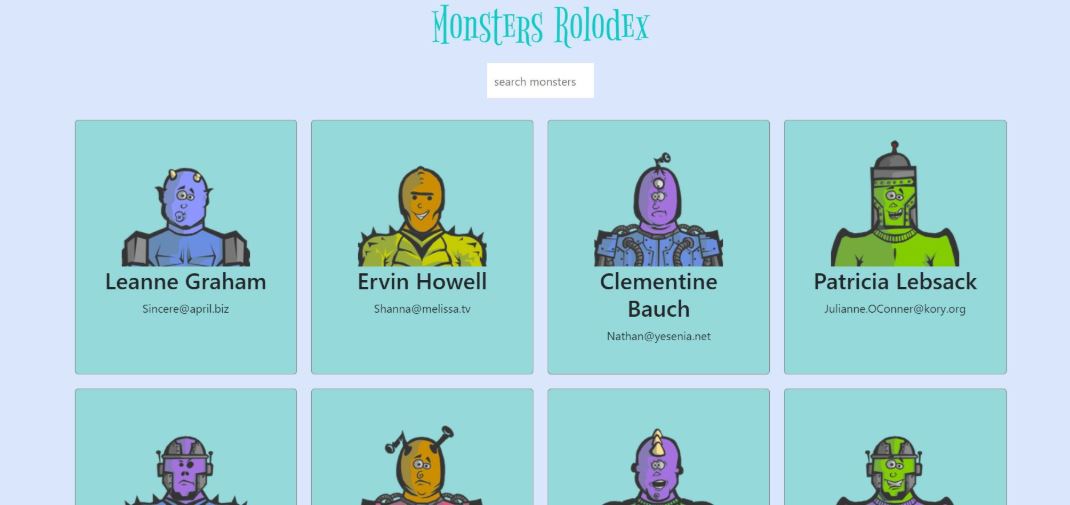 Monsters Rolodex
search monsters
Leanne Graham
Sincere@april.biz
Ervin Howell
Shanna@melissa.tv
Clementine
Bauch
Nathan@yesenia.net
Patricia Lebsack
Julianne.OConner@kory.org